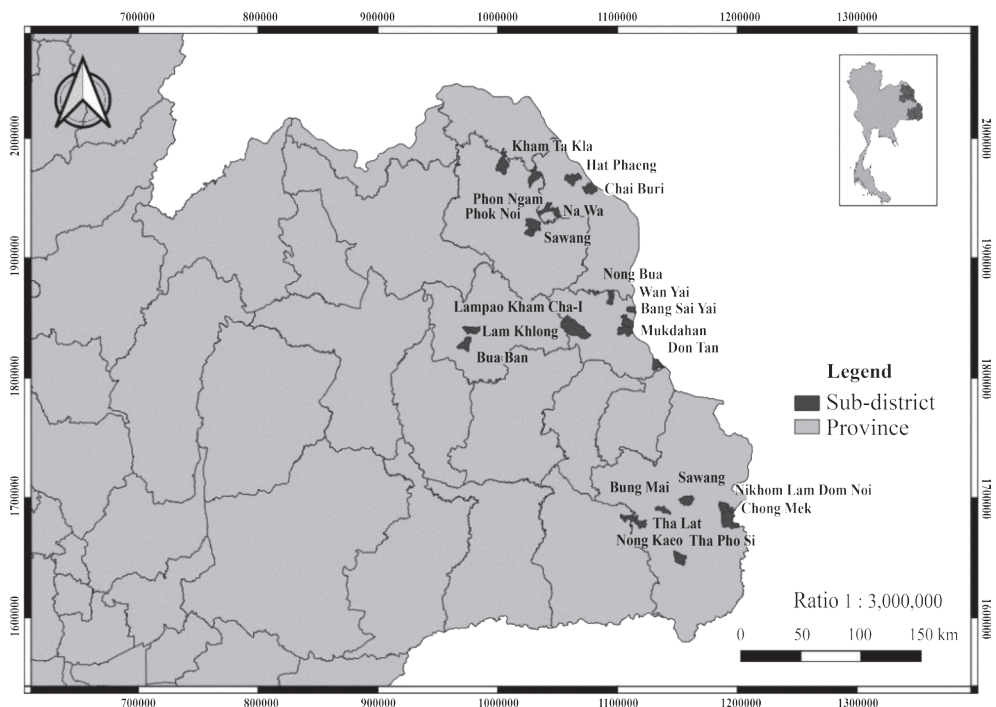 700000 800000 900000 1000000 1100000 1200000 1300000
2000000
1900000
1800000
1700000
1600000
2000000
1900000
1800000
1700000
1600000
Kham Ta Kla
Hat Phaeng
Chai Buri
Phon Ngam
Phok Noi
Na Wa
Sawang
Nong Bua
Wan Yai
Lampao Kham Cha-I
Bang Sai Yai
Lam Khlong
Mukdahan
Don Tan
Bua Ban
Legend
Sub-district
Province
Sawang
Bung Mai
Nikhom Lam Dom Noi
Chong Mek
Tha Lat
Nong Kaeo Tha Pho Si
Ratio 1 : 3,000,000
0 50 100 150 km
700000 800000 900000 1000000 1100000 1200000 1300000